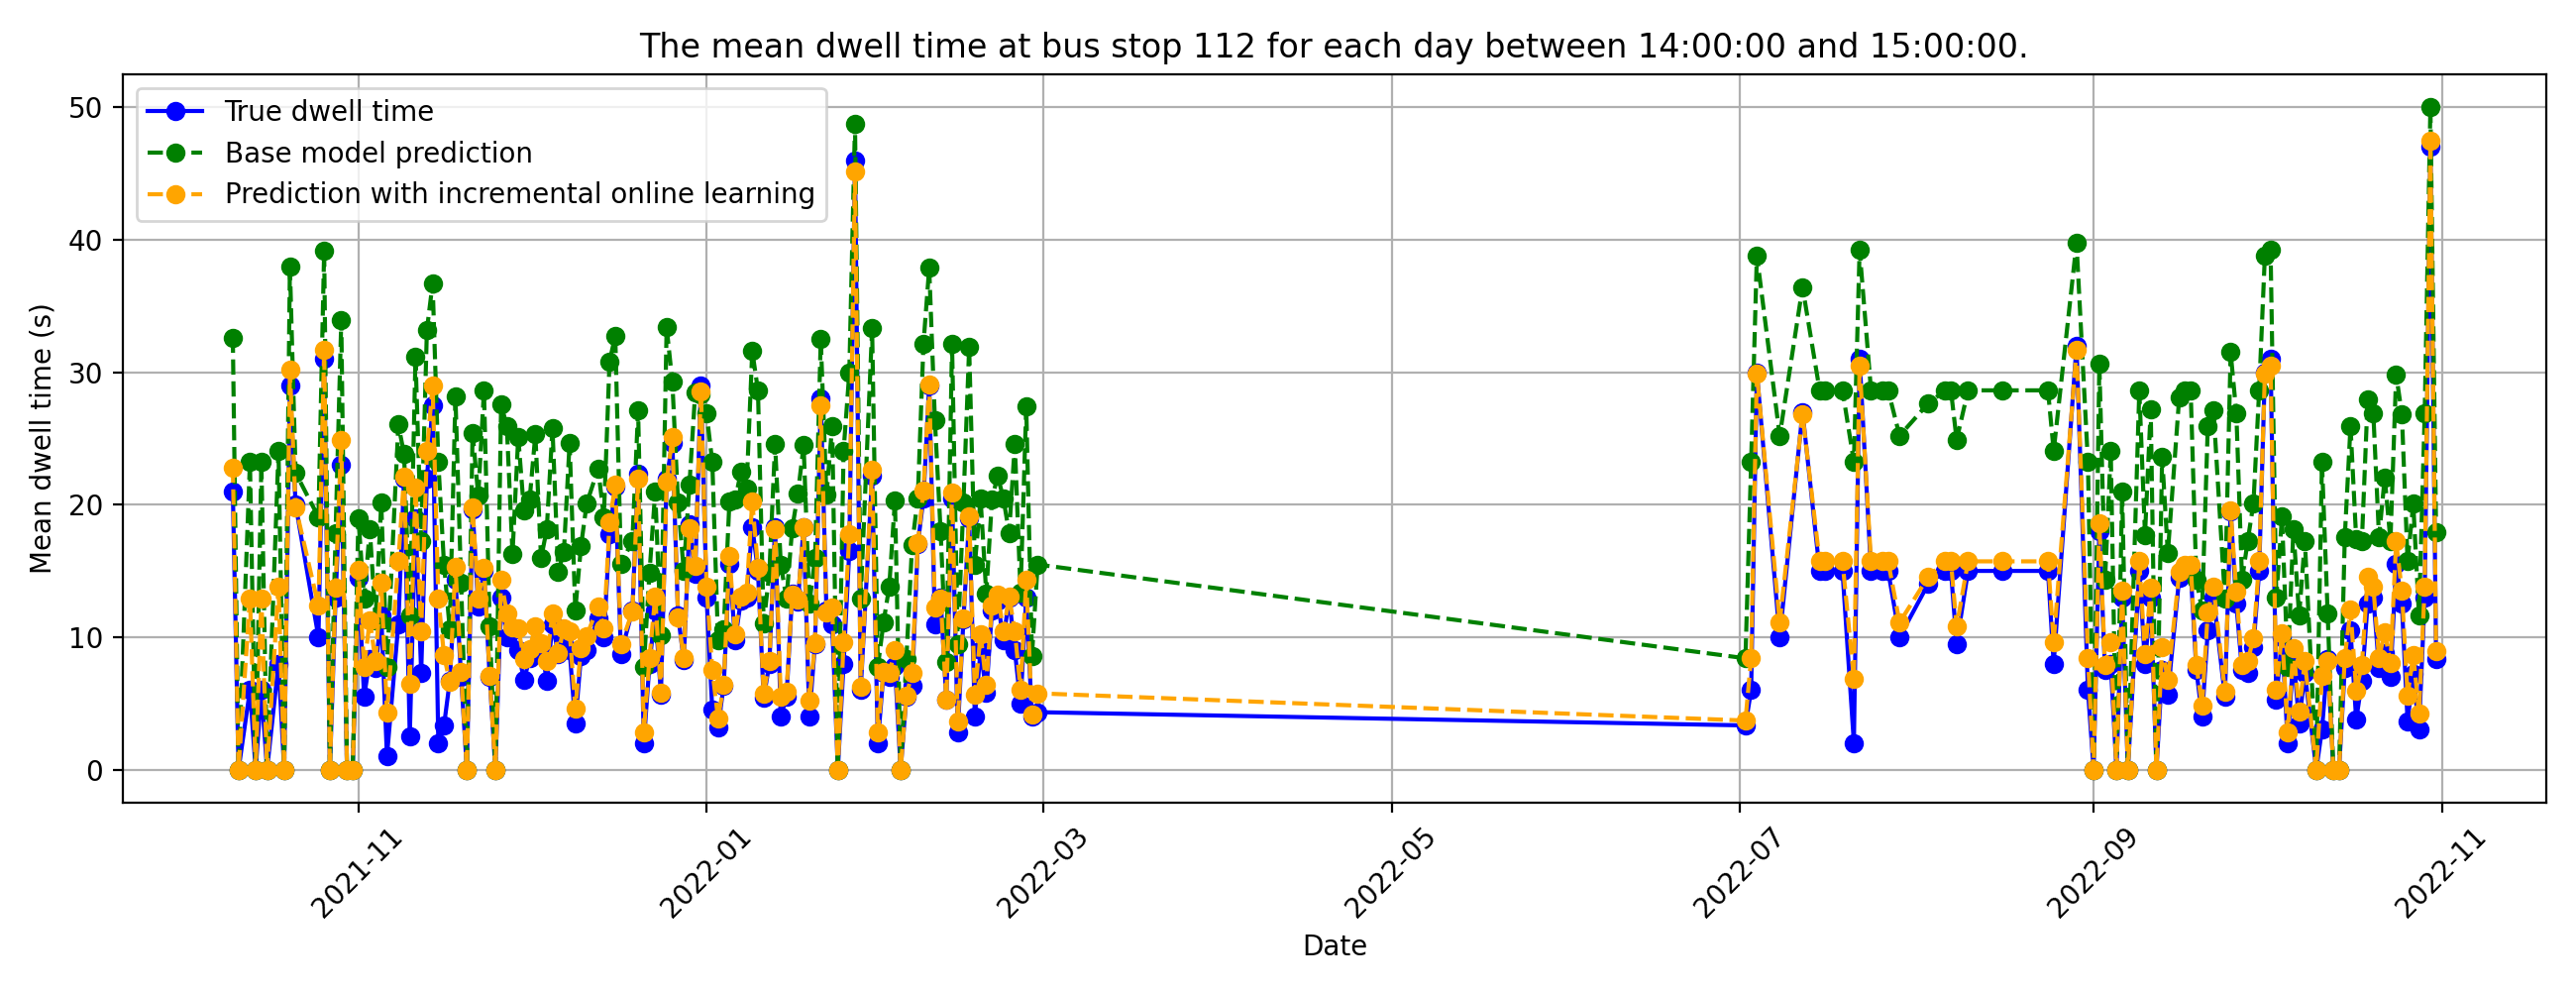 The mean dwell time at bus stop 112 for each day between 14:00:00 and 15:00:00.
True dwell time
Base model prediction
Prediction with incremental online learning
Mean dwell time (s)
50
40
30
20
10
0
2021-11
2022-01
2022-03
2022-05
2022-07
2022-09
2022-11
Date